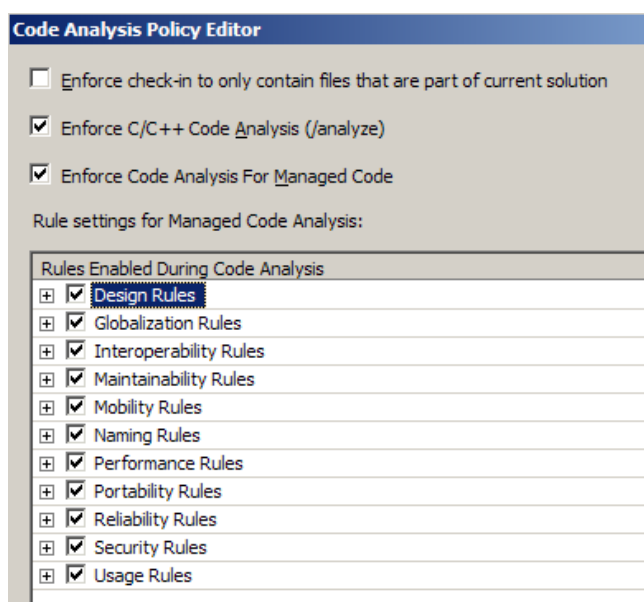 Code Analysis Policy Editor
Enforce check-in to only contain files that are part of current solution
Enforce C/C++ Code Analysis (/analyze)
Enforce Code Analysis For Managed Code
Rule settings for Managed Code Analysis:
Rules Enabled During Code Analysis
Design Rules
Globalization Rules
Interoperability Rules
Maintainability Rules
Mobility Rules
Naming Rules
Performance Rules
Portability Rules
Reliability Rules
Security Rules
Usage Rules